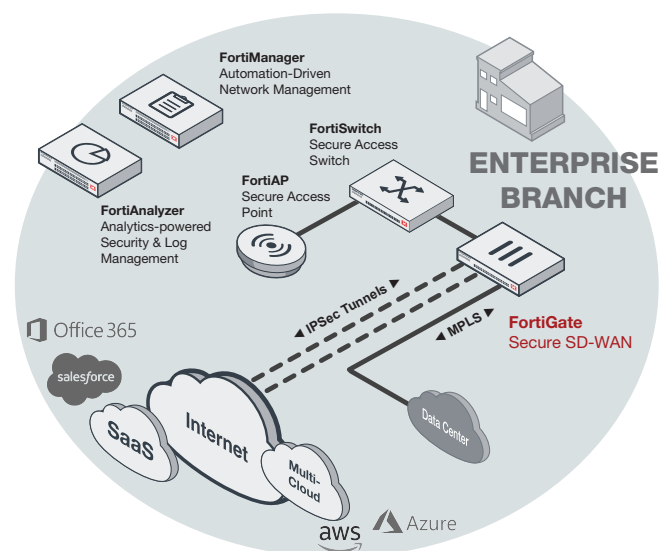 FortiManager
Automation-Driven
Network Management
FortiSwitch
Secure Access
Switch
ENTERPRISE
BRANCH
FortiAP
Secure Access
Point
FortiAnalyzer
Analytics-powered
Security & Log
Management
◀ IPSec Tunnels ▶
◀ MPLS ▶
FortiGate
Secure SD-WAN
Office 365
salesforce
SaaS
Internet
Multi-
Cloud
Data Center
aws
Azure